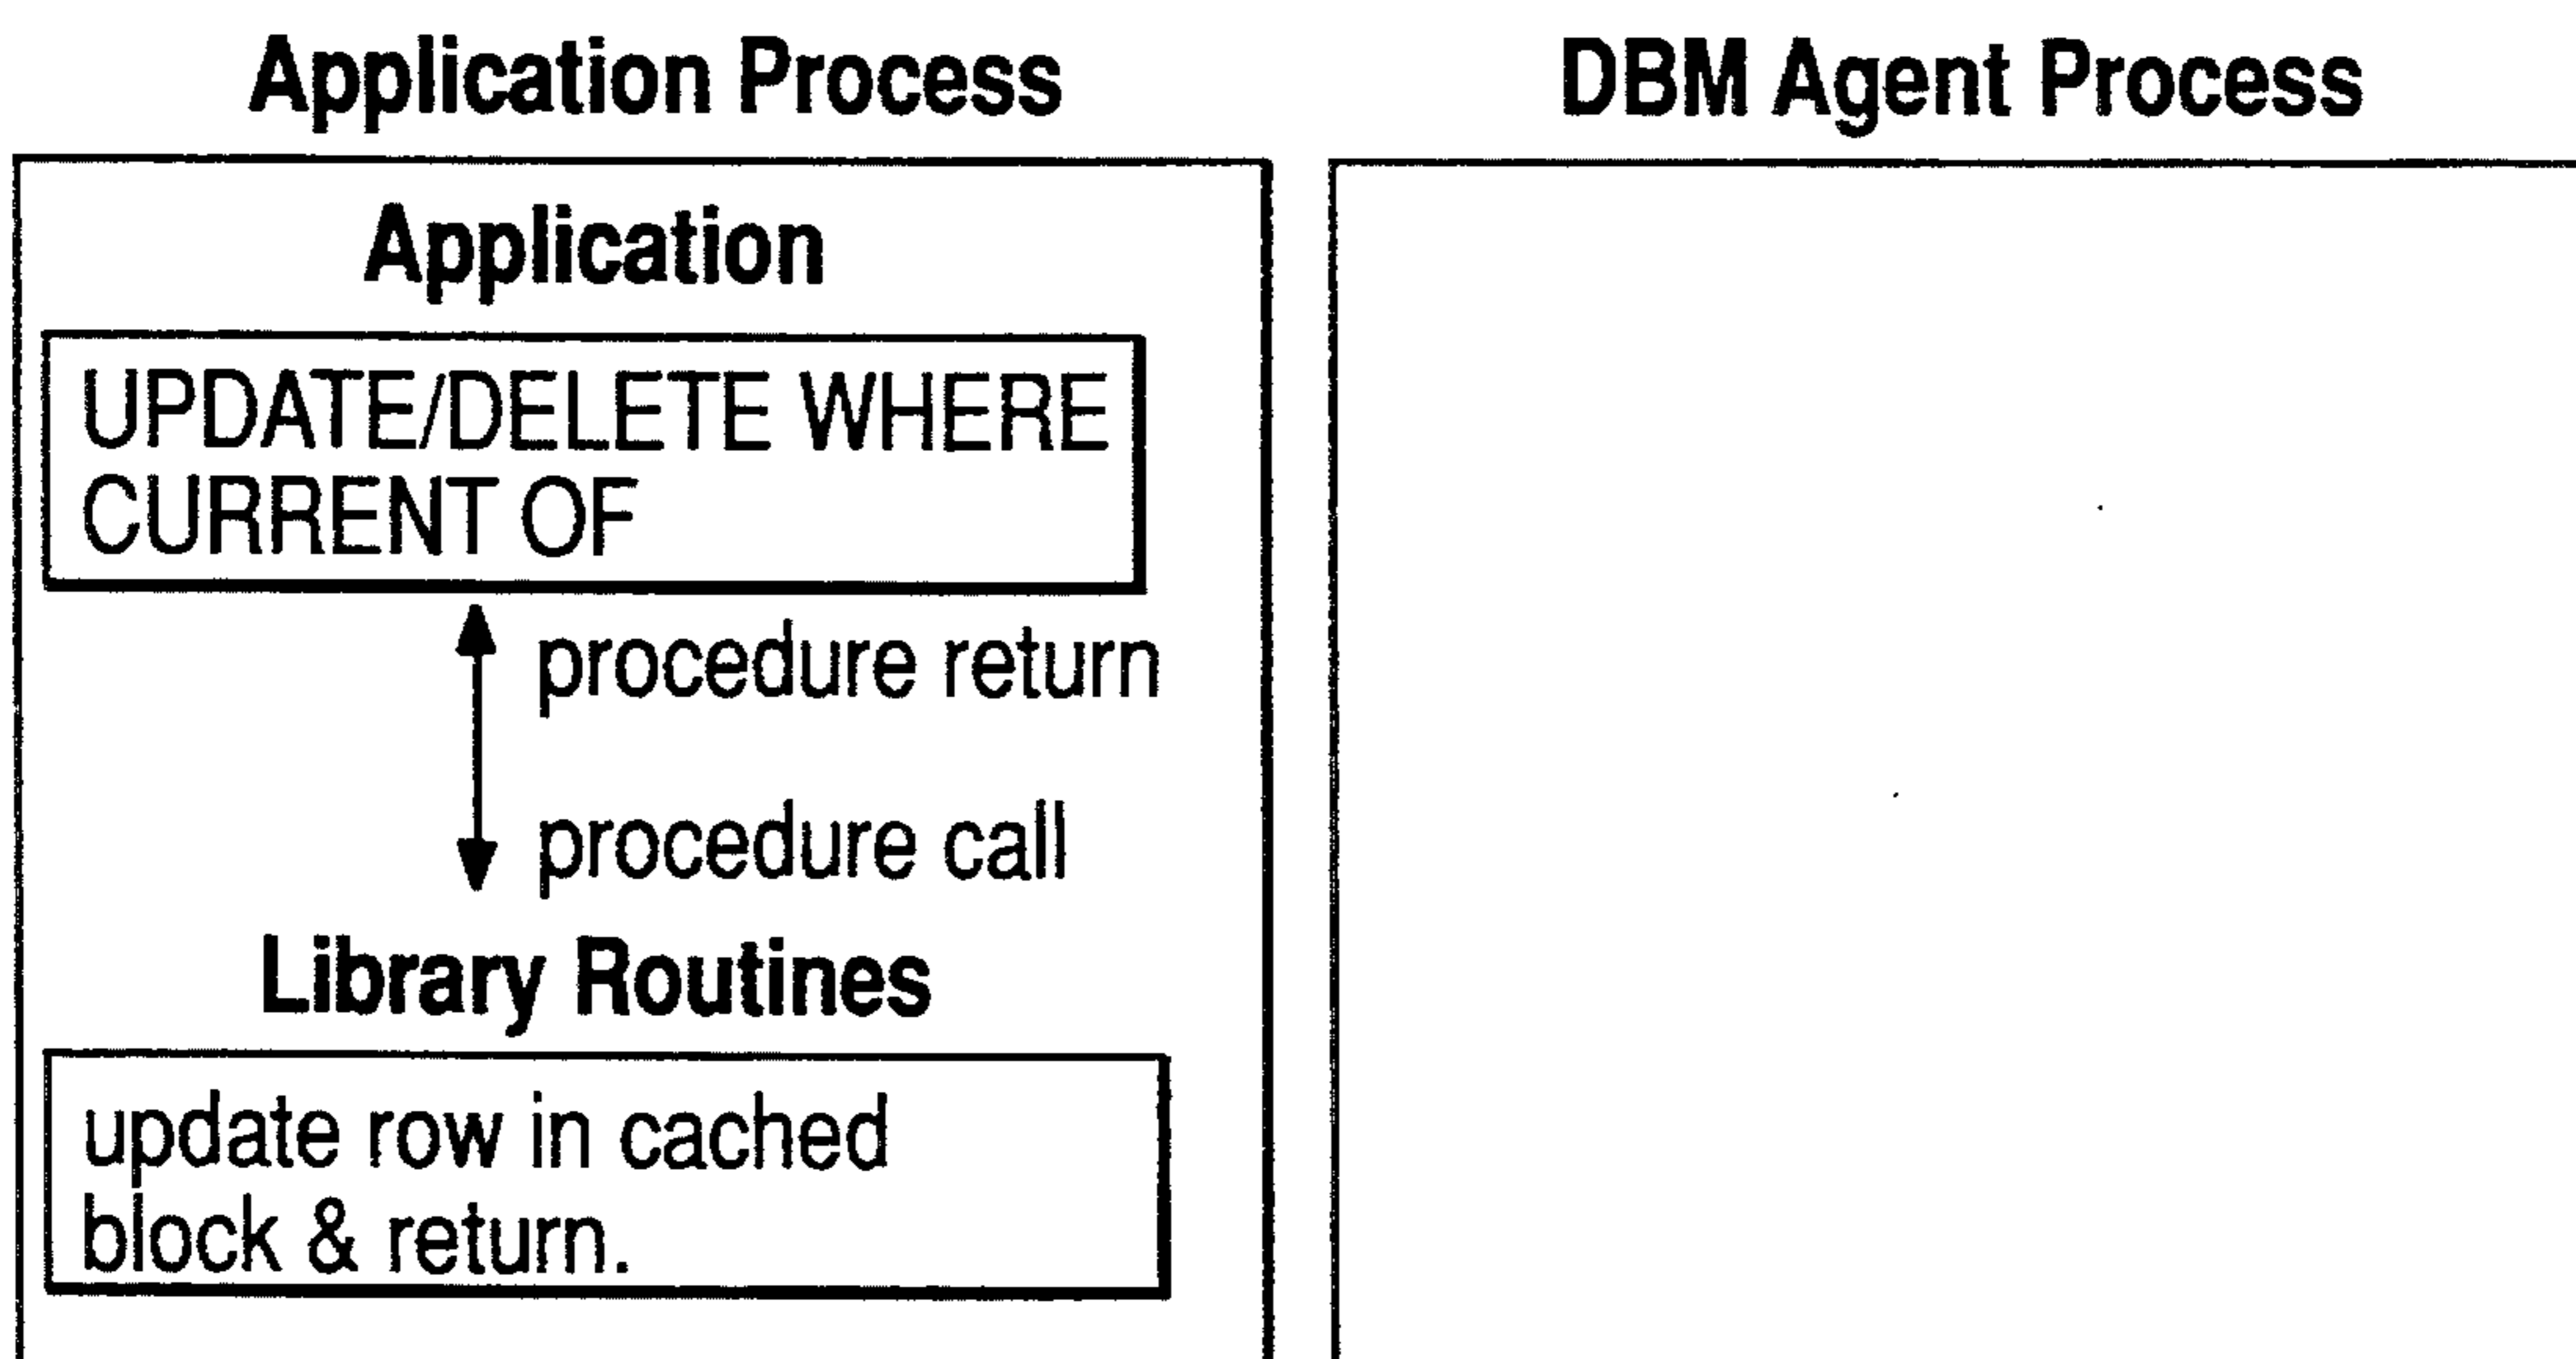 Application Process
DBM Agent Process
Application
UPDATE/DELETE WHERE
CURRENT OF
procedure return
procedure call
Library Routines
update row in cached
block & return.